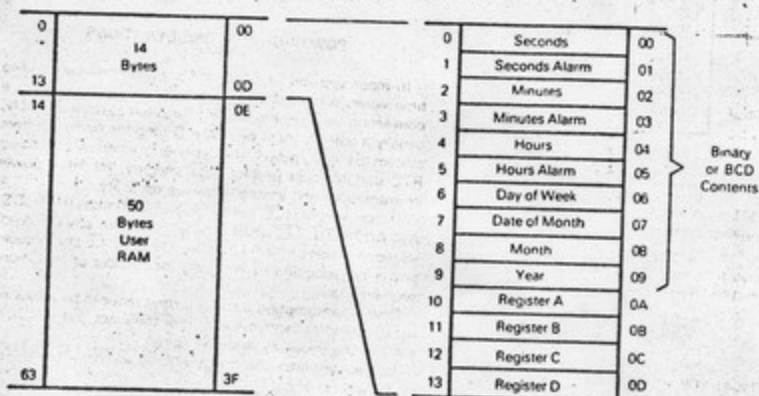 0
14
Bytes
00
13
0D
14
0E
50
Bytes
User
RAM
63
3F
0 Seconds 00
1 Seconds Alarm 01
2 Minutes 02
3 Minutes Alarm 03
4 Hours 04
5 Hours Alarm 05
6 Day of Week 06
7 Date of Month 07
8 Month 08
9 Year 09
10 Register A 0A
11 Register B 0B
12 Register C 0C
13 Register D 0D
Binary
or BCD
Contents